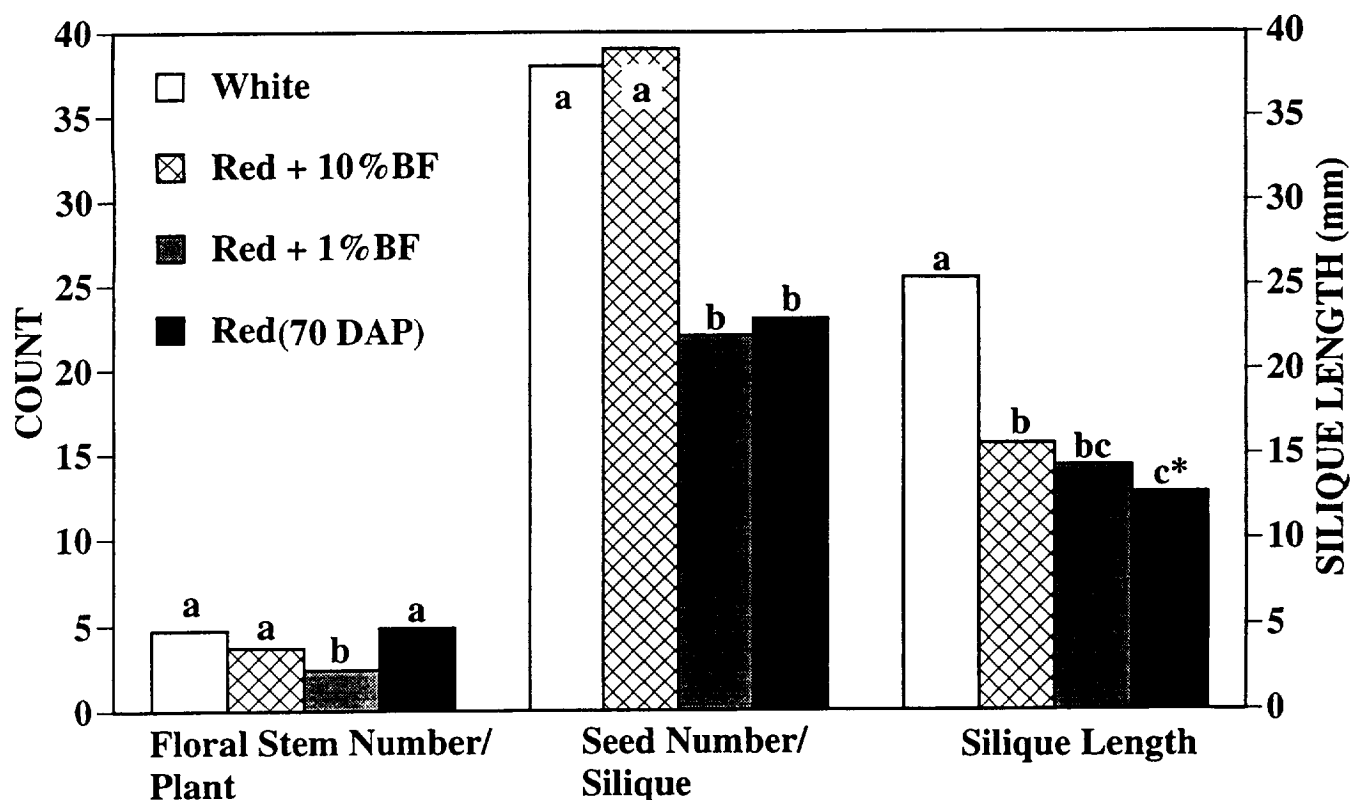 40
35
30
25
20
15
10
5
0
COUNT
White
Red + 10%BF
Red + 1%BF
Red(70 DAP)
a
a
b
a
a
a
b
b
a
b
bc
c*
40
35
30
25
20
15
10
5
0
SILIQUE LENGTH (mm)
Floral Stem Number/
Plant
Seed Number/
Silique
Silique Length